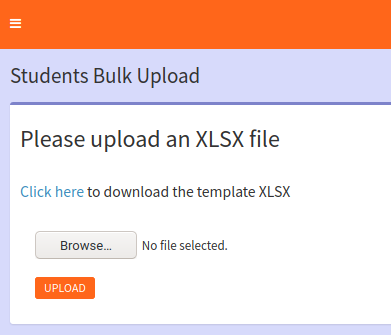 Students Bulk Upload
Please upload an XLSX file
Click here to download the template XLSX
Browse... No file selected.
UPLOAD